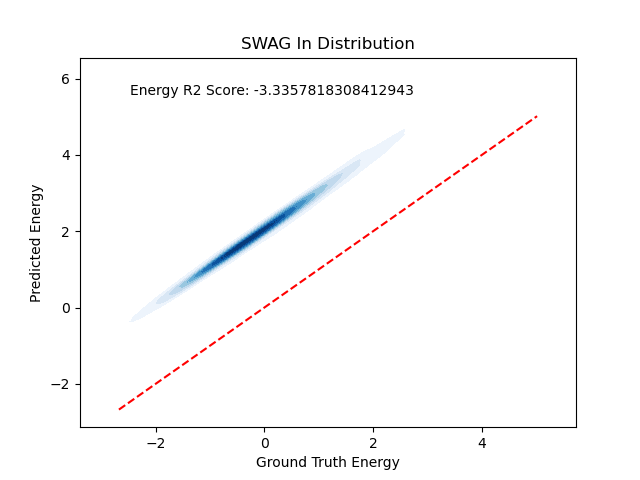 SWAG In Distribution
Energy R2 Score: -3.3357818308412943
6
4
2
0
−2
Predicted Energy
−2 0 2 4
Ground Truth Energy